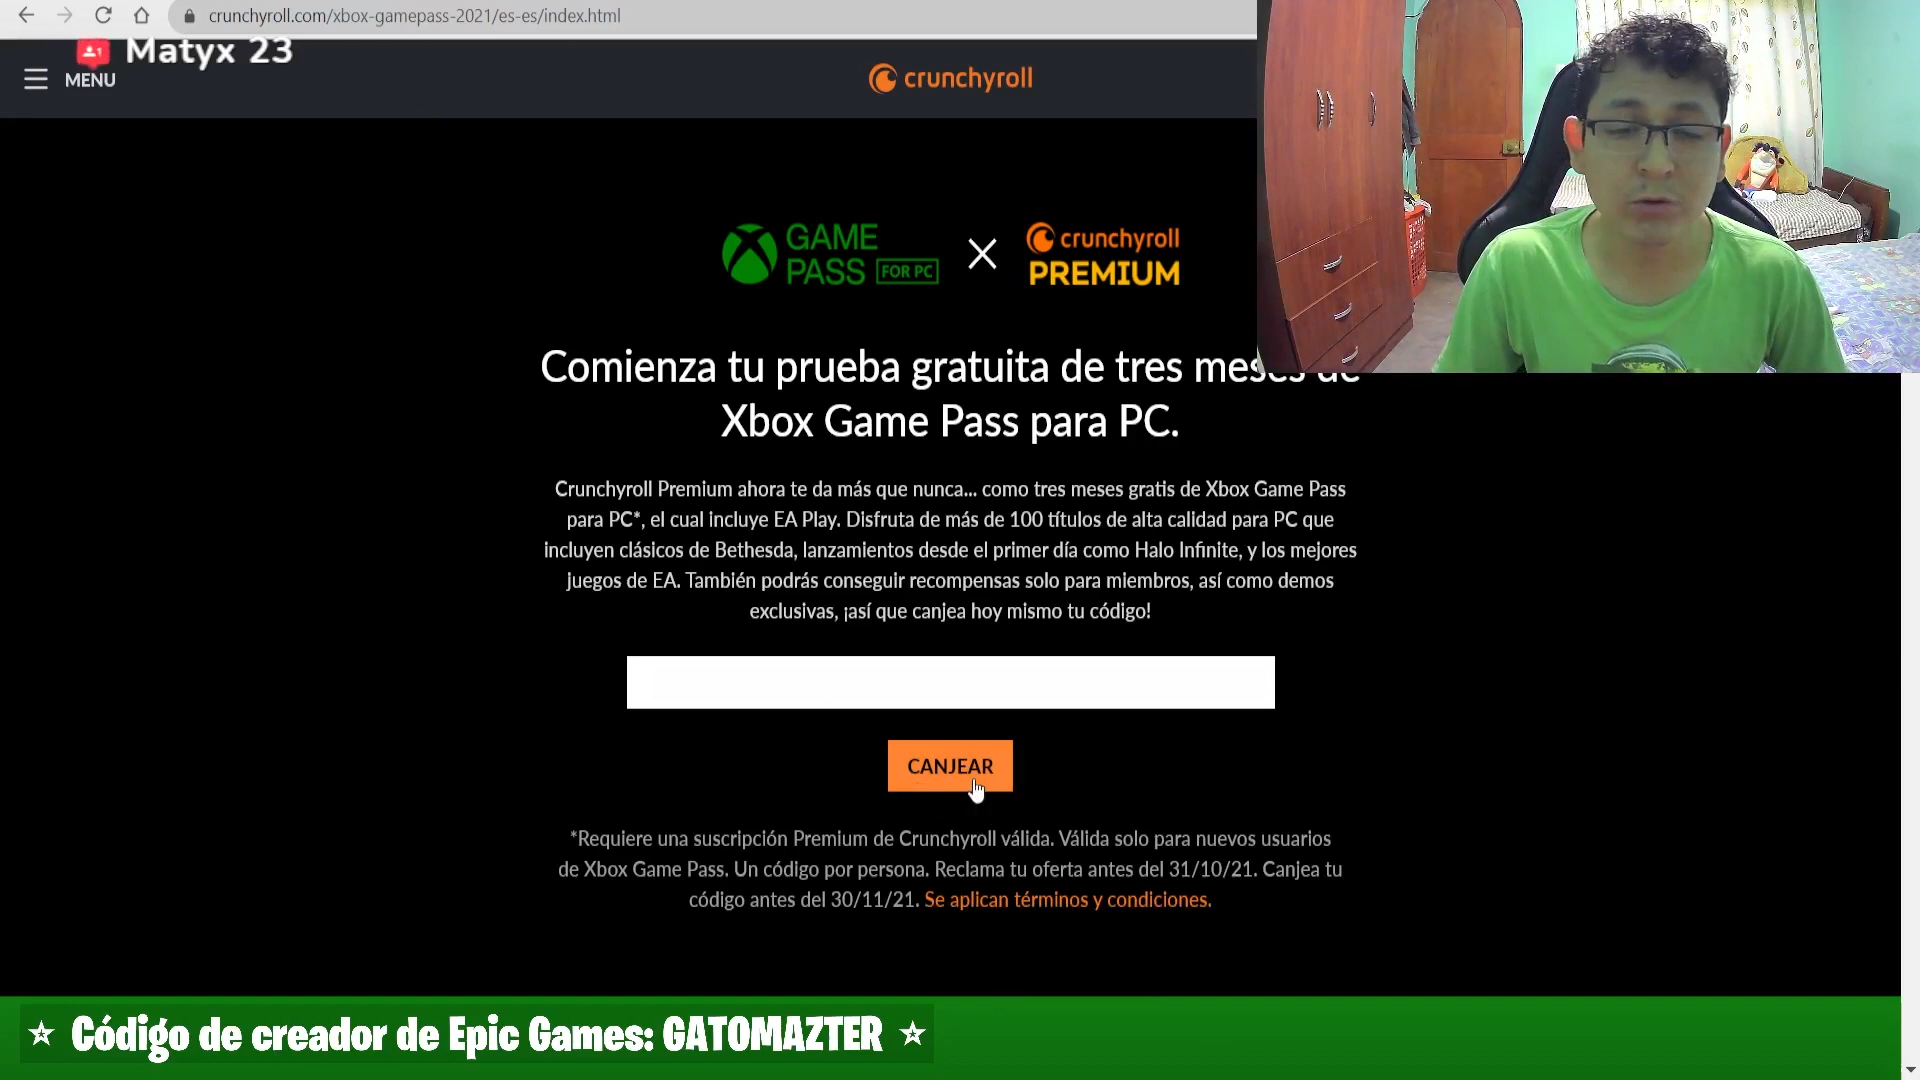 crunchyroll.com/xbox-gamepass-2021/es-es/index.html
1 Matyx 23
MENU
crunchyroll
GAME PASS FOR PC
crunchyroll PREMIUM
Comienza tu prueba gratuita de tres meses de
Xbox Game Pass para PC.
Crunchyroll Premium ahora te da más que nunca... como tres meses gratis de Xbox Game Pass
para PC*, el cual incluye EA Play. Disfruta de más de 100 títulos de alta calidad para PC que
incluyen clásicos de Bethesda, lanzamientos desde el primer día como Halo Infinite, y los mejores
juegos de EA. También podrás conseguir recompensas solo para miembros, así como demos
exclusivas, ¡así que canjea hoy mismo tu código!
CANJEAR
*Requiere una suscripción Premium de Crunchyroll válida. Válida solo para nuevos usuarios
de Xbox Game Pass. Un código por persona. Reclama tu oferta antes del 31/10/21. Canjea tu
código antes del 30/11/21. Se aplican términos y condiciones.
Código de creador de Epic Games: GATOMAZTER